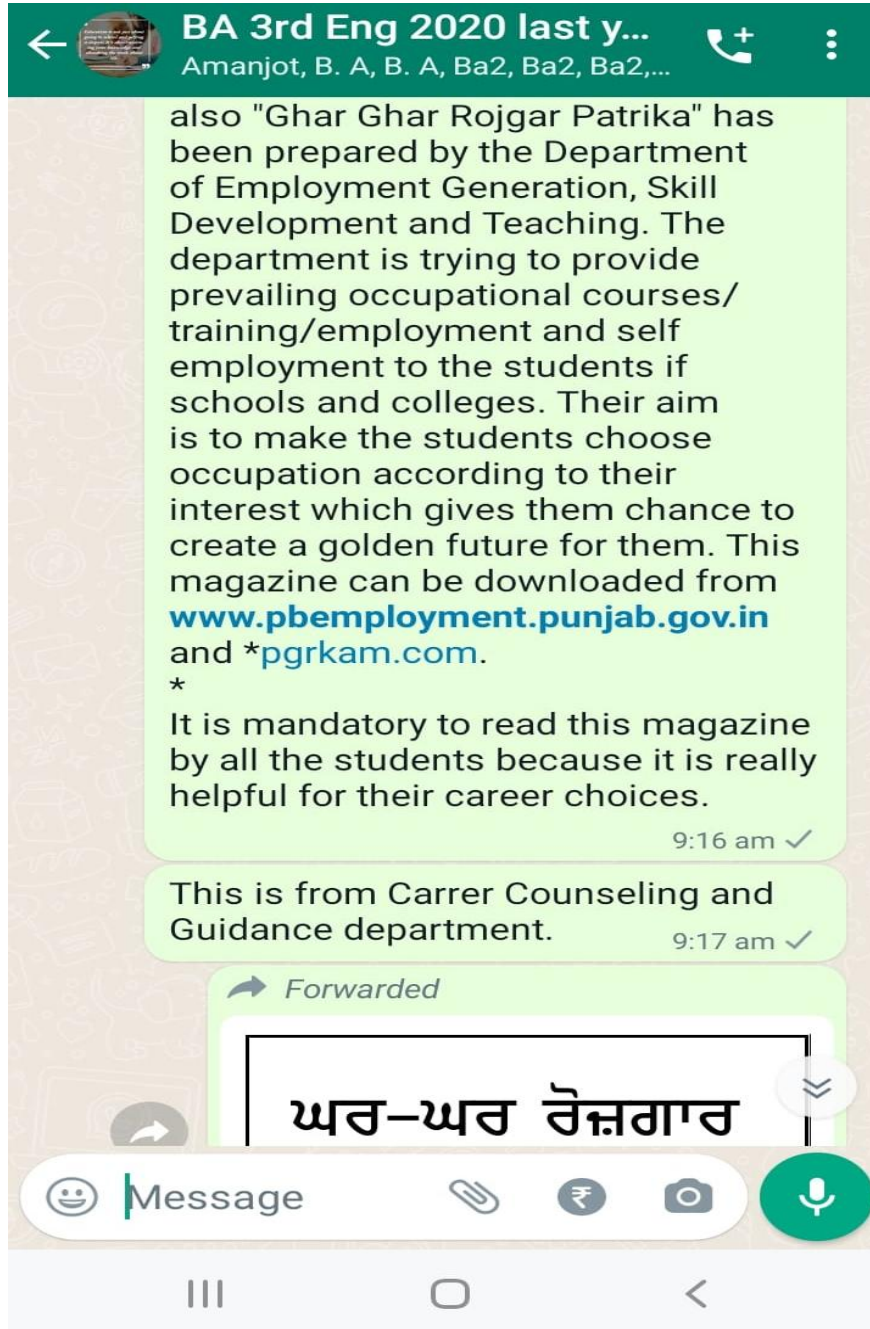 BA 3rd Eng 2020 last y...
Amanjot, B. A, B. A, Ba2, Ba2, Ba2,...
also "Ghar Ghar Rojgar Patrika" has
been prepared by the Department
of Employment Generation, Skill
Development and Teaching. The
department is trying to provide
prevailing occupational courses/
training/employment and self
employment to the students if
schools and colleges. Their aim
is to make the students choose
occupation according to their
interest which gives them chance to
create a golden future for them. This
magazine can be downloaded from
www.pbemployment.punjab.gov.in
and *pgrkam.com.
*
It is mandatory to read this magazine
by all the students because it is really
helpful for their career choices.
9:16 am
This is from Carrer Counseling and
Guidance department.
9:17 am
Forwarded
ਘਰ-ਘਰ ਰੋਜ਼ਗਾਰ
Message